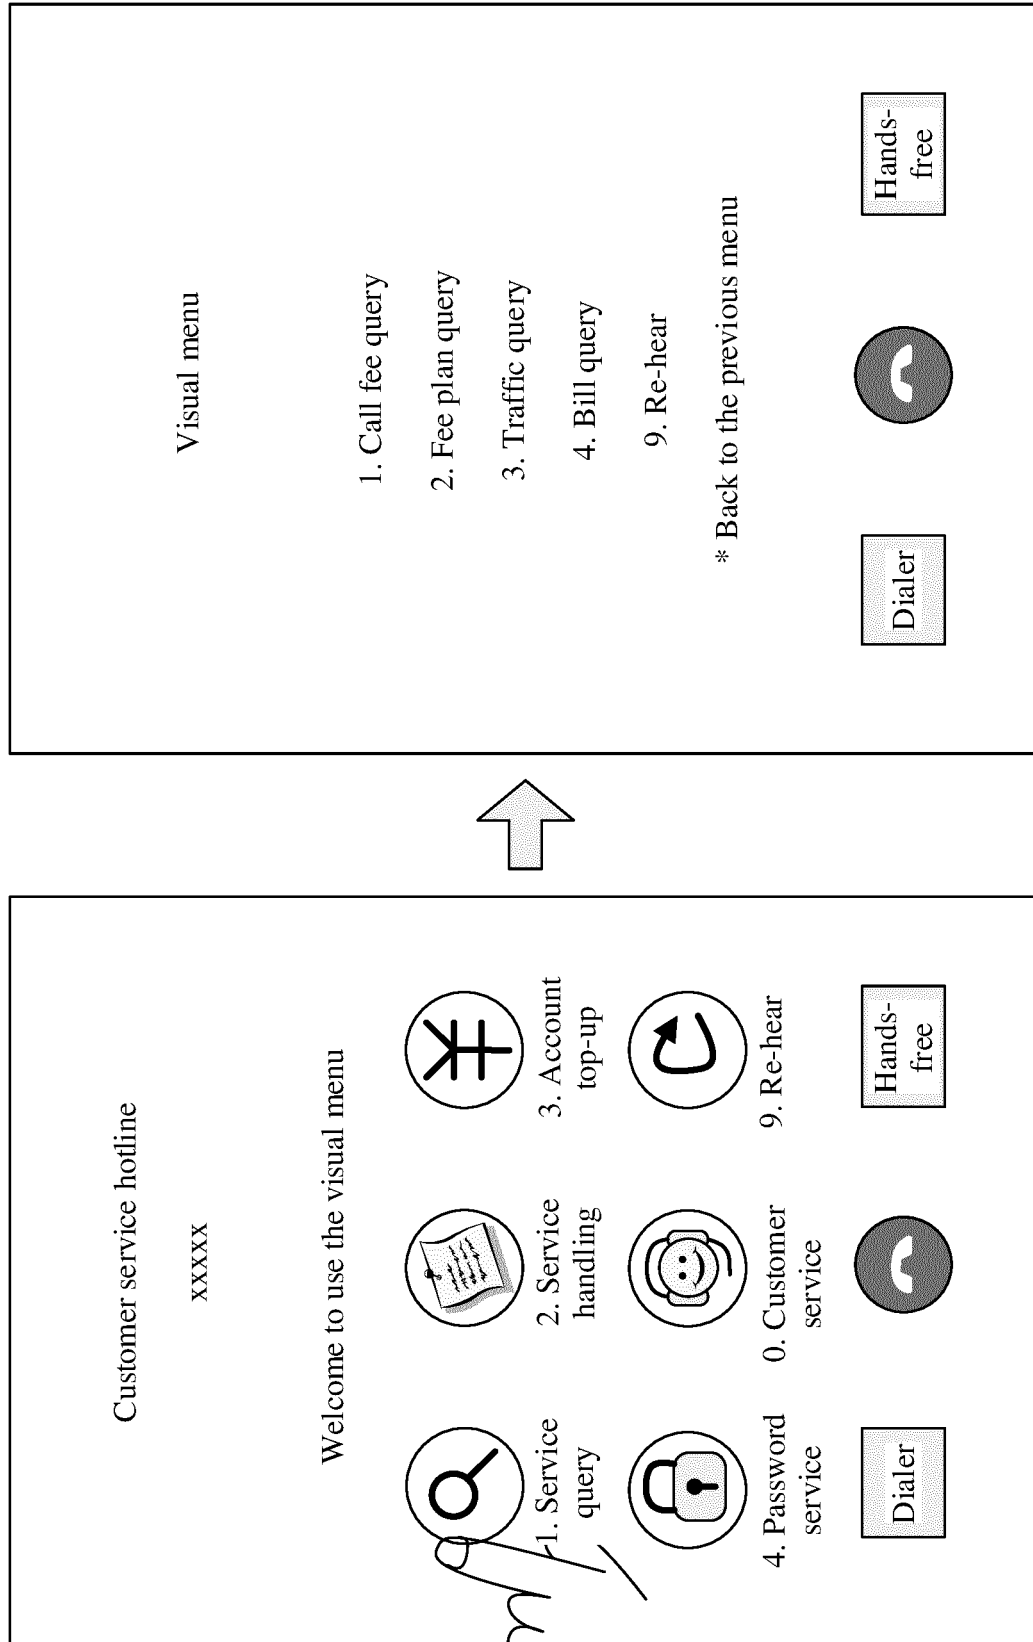 Customer service hotline
xxxxx
Welcome to use the visual menu
1. Service
query
2. Service
handling
3. Account
top-up
4. Password
service
0. Customer
service
9. Re-hear
Dialer
Hands-
free
Visual menu
1. Call fee query
2. Fee plan query
3. Traffic query
4. Bill query
9. Re-hear
* Back to the previous menu
Dialer
Hands-
free